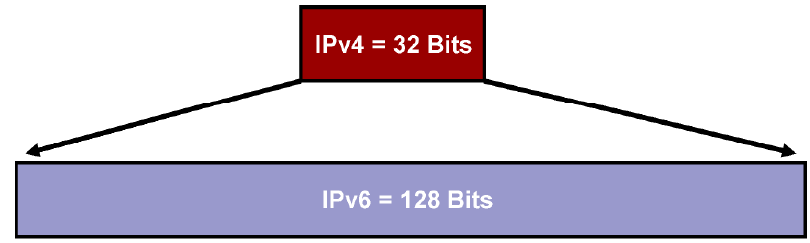 IPv4 = 32 Bits
IPv6 = 128 Bits